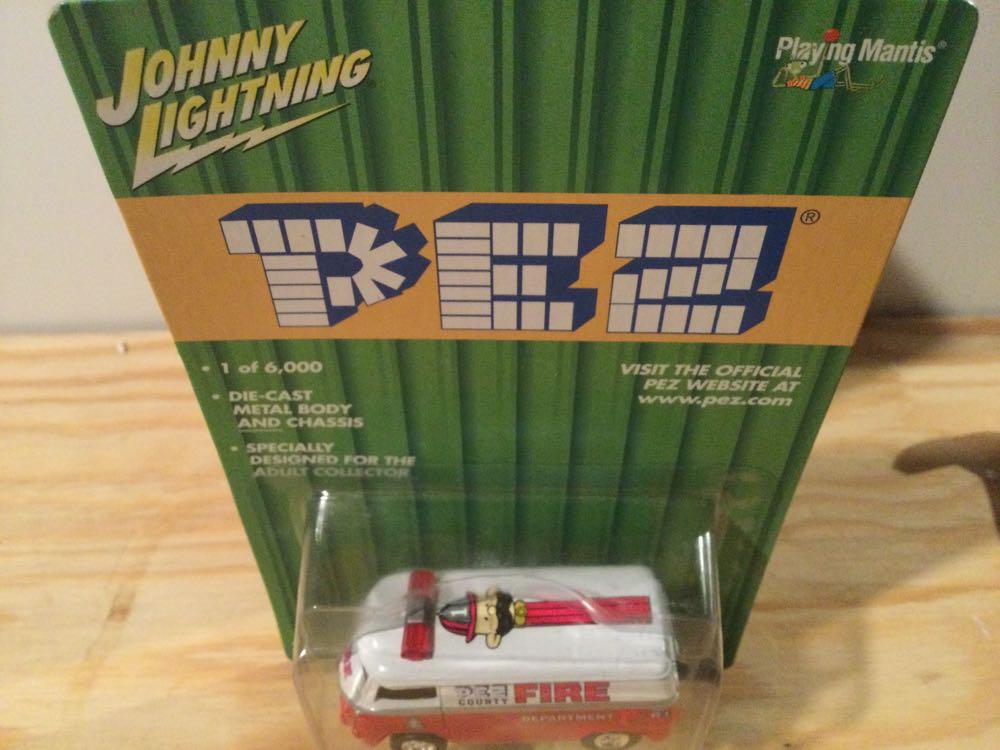 JOHNNY
LIGHTNING
Playing Mantis®
PEZ®
• 1 of 6,000
• DIE-CAST
METAL BODY
AND CHASSIS
• SPECIALLY
DESIGNED FOR THE
ADULT COLLECTOR
VISIT THE OFFICIAL
PEZ WEBSITE AT
www.pez.com
PEZ
COUNTY
FIRE
DEPARTMENT